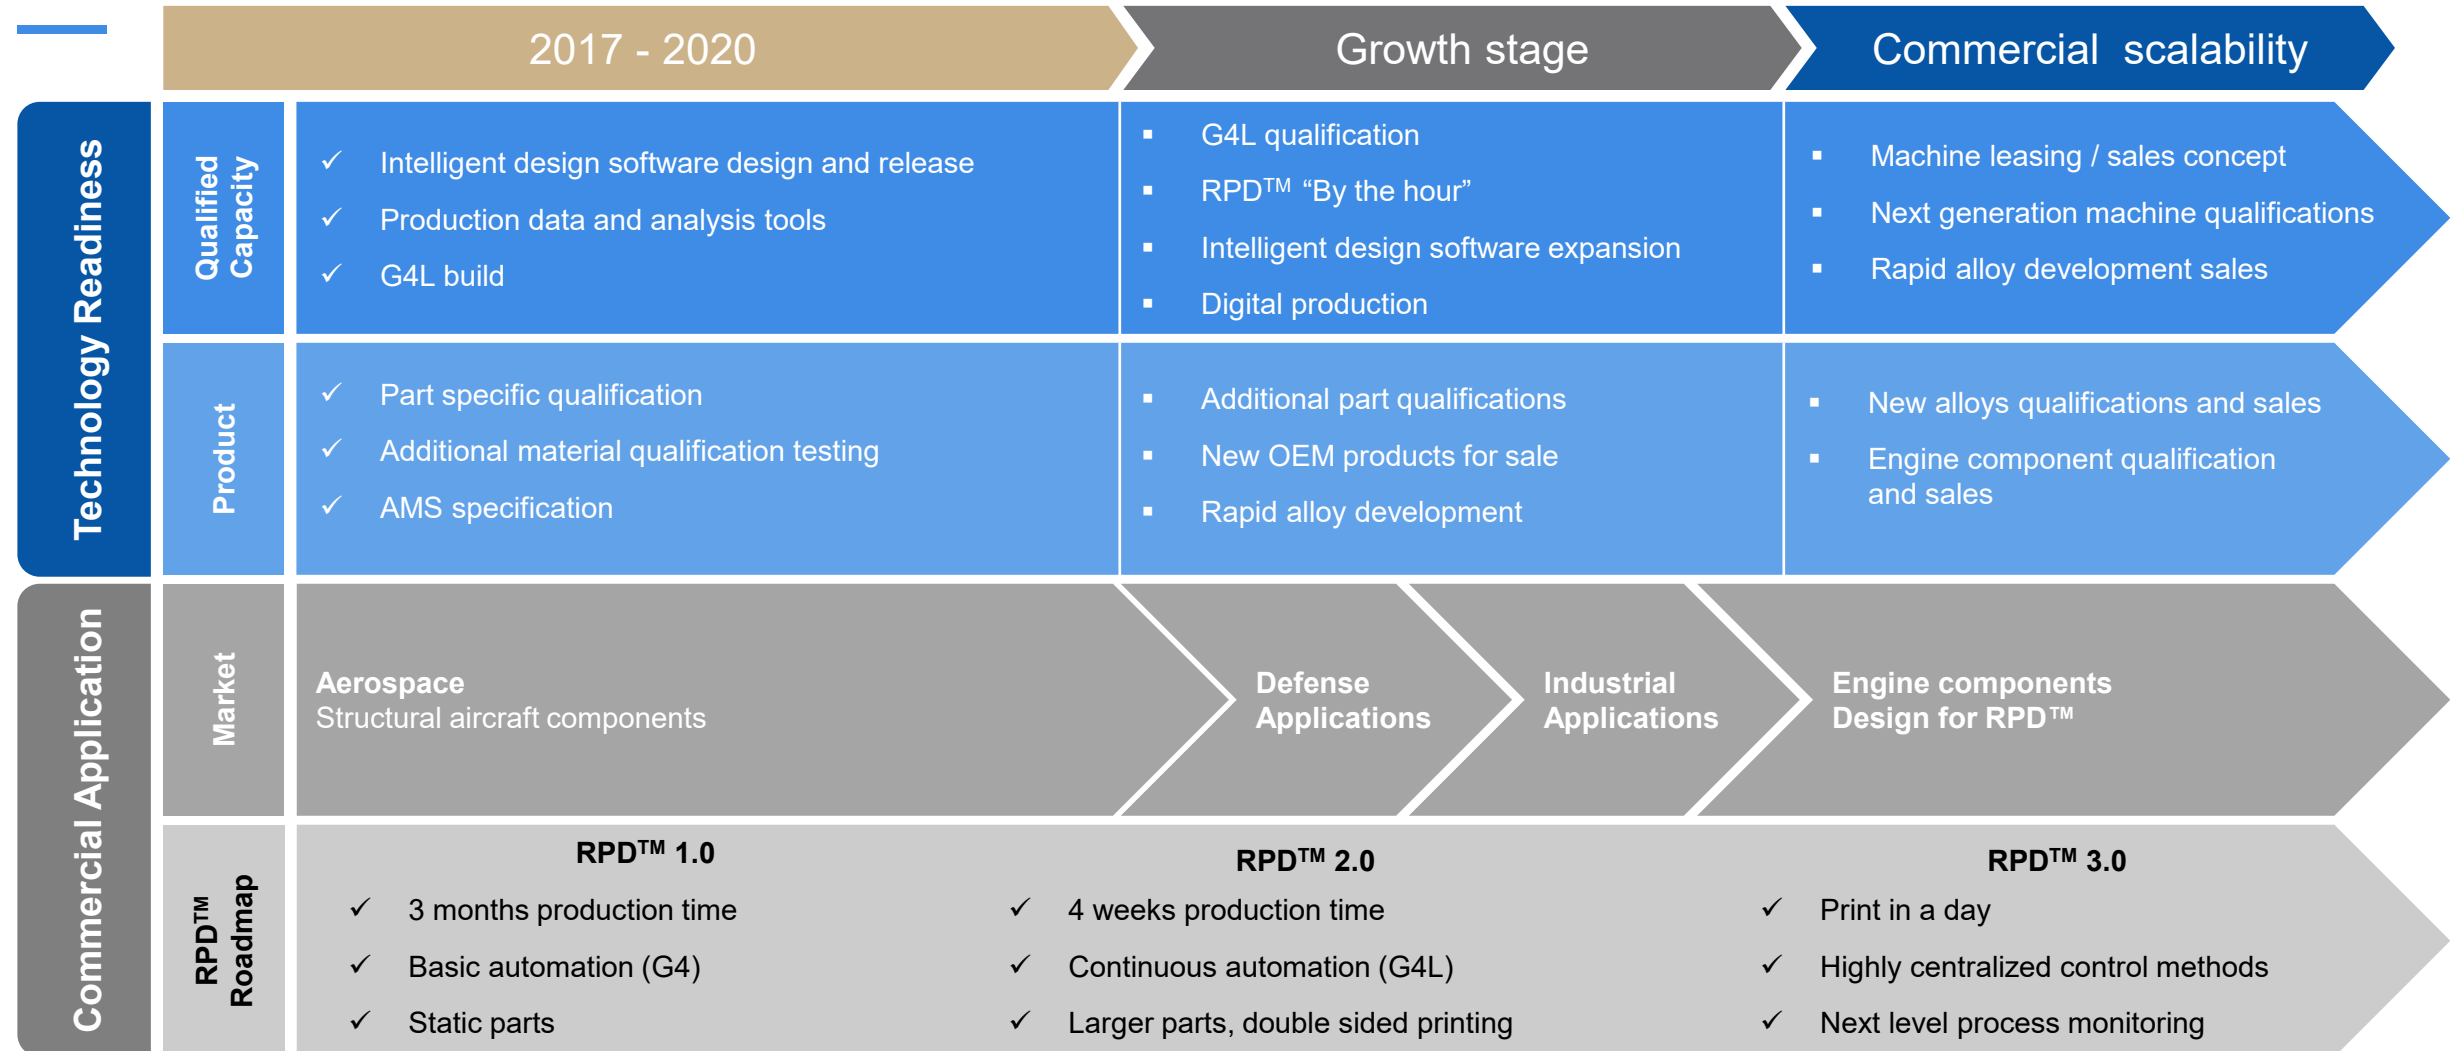 2017 - 2020
Growth stage
Commercial scalability
Technology Readiness
Qualified
Capacity
✓ Intelligent design software design and release
✓ Production data and analysis tools
✓ G4L build
▪ G4L qualification
▪ RPD™ “By the hour”
▪ Intelligent design software expansion
▪ Digital production
▪ Machine leasing / sales concept
▪ Next generation machine qualifications
▪ Rapid alloy development sales
Product
✓ Part specific qualification
✓ Additional material qualification testing
✓ AMS specification
▪ Additional part qualifications
▪ New OEM products for sale
▪ Rapid alloy development
▪ New alloys qualifications and sales
▪ Engine component qualification
and sales
Commercial Application
Market
Aerospace
Structural aircraft components
Defense
Applications
Industrial
Applications
Engine components
Design for RPD™
RPD™
Roadmap
RPD™ 1.0
✓ 3 months production time
✓ Basic automation (G4)
✓ Static parts
RPD™ 2.0
✓ 4 weeks production time
✓ Continuous automation (G4L)
✓ Larger parts, double sided printing
RPD™ 3.0
✓ Print in a day
✓ Highly centralized control methods
✓ Next level process monitoring